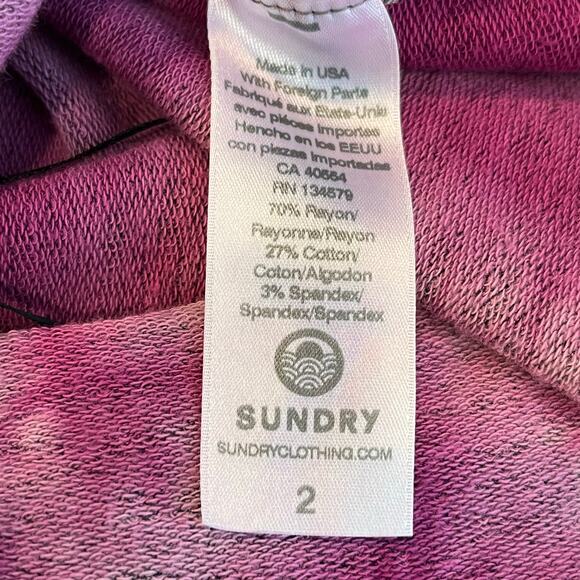 Made in USA
With Foreign Parts
Fabriqué aux Etats-Unis
avec pièces importes
Hencho en los EEUU
con piezas importadas
CA 40554
RN 134579
70% Rayon/
Rayonne/Rayon
27% Cotton/
Coton/Algodon
3% Spandex/
Spandex/Spandex
SUNDRY
SUNDRYCLOTHING.COM
2